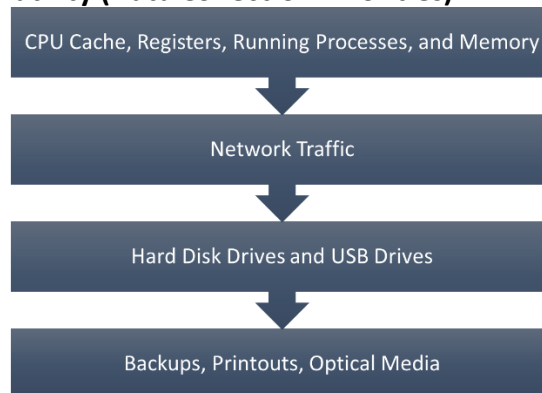 CPU Cache, Registers, Running Processes, and Memory
Network Traffic
Hard Disk Drives and USB Drives
Backups, Printouts, Optical Media